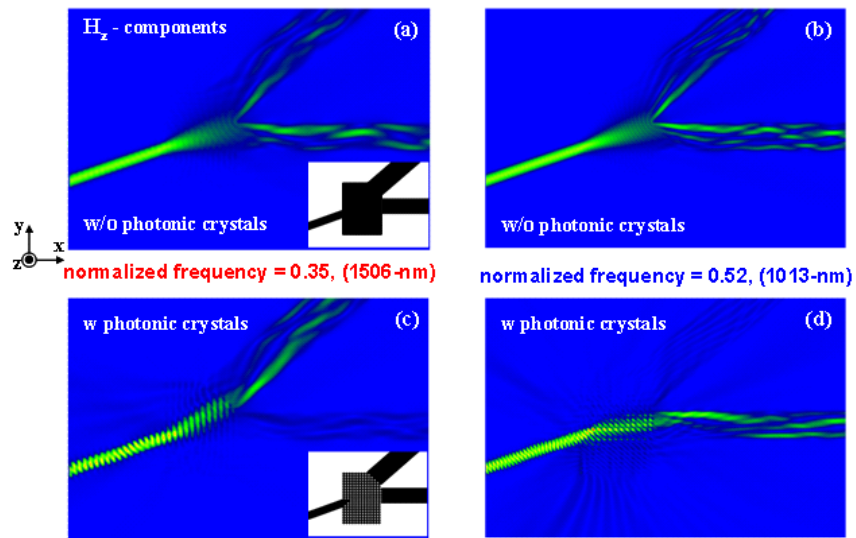 H_z - components (a)
w/o photonic crystals
(b)
w/o photonic crystals
y
z x
normalized frequency = 0.35, (1506-nm)
normalized frequency = 0.52, (1013-nm)
w photonic crystals (c)
w photonic crystals (d)